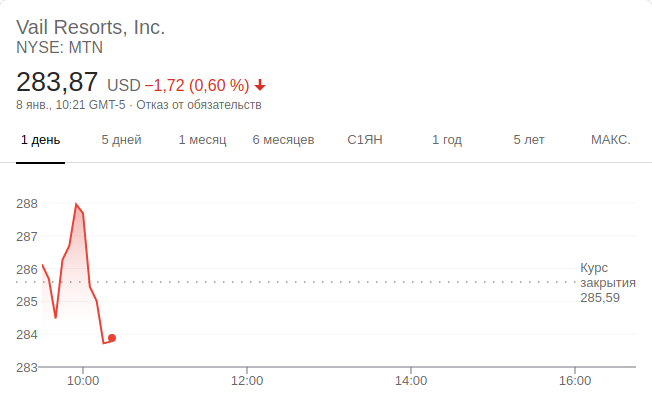 Vail Resorts, Inc.
NYSE: MTN
283,87 USD −1,72 (0,60 %)
8 янв., 10:21 GMT-5 · Отказ от обязательств
1 день 5 дней 1 месяц 6 месяцев С1ЯН 1 год 5 лет МАКС.
288
287
286
285
284
283
Курс
закрытия
285,59
10:00 12:00 14:00 16:00